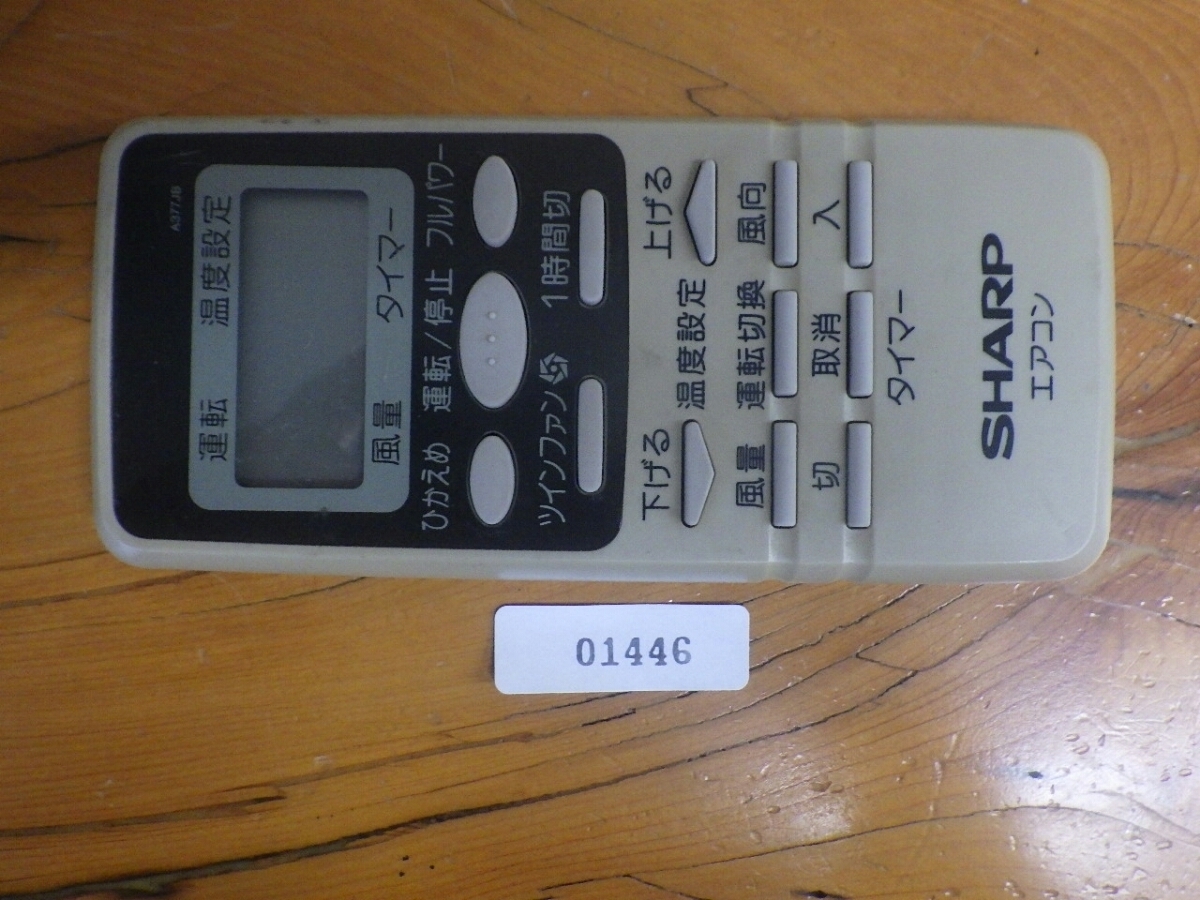 A977JB
運転 温度設定
風量 タイマー
ひかえめ 運転/停止 フルパワー
ツインファン 1時間切
下げる 温度設定 上げる
風量 運転切換 風向
切 取消 入
タイマー
SHARP
エアコン
01446